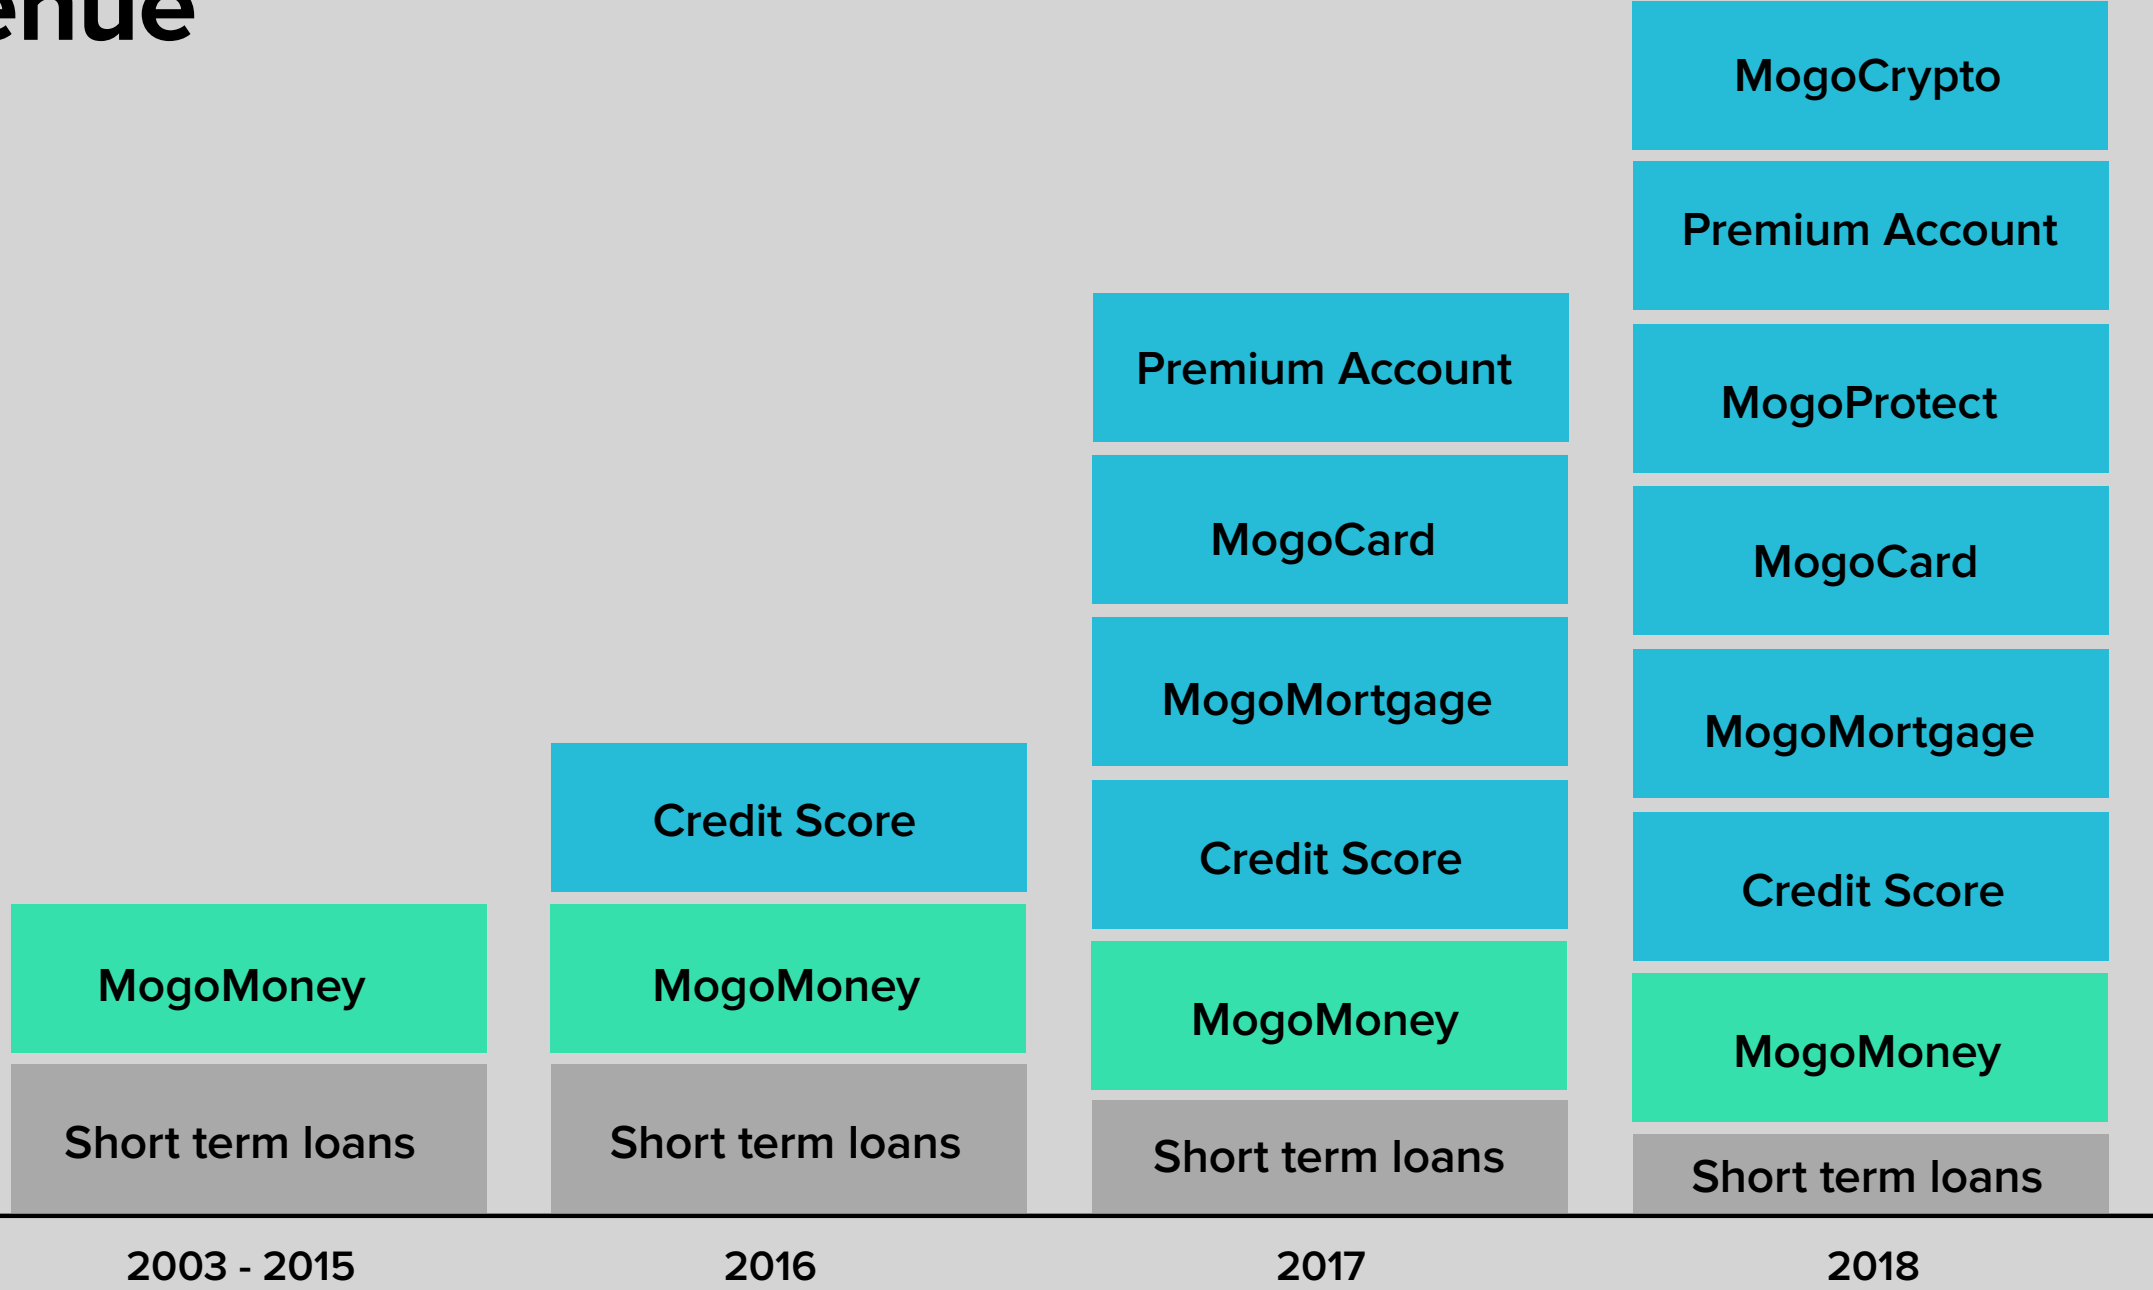 MogoCrypto
Premium Account
MogoProtect
MogoCard
MogoMortgage
Credit Score
MogoMoney
Short term loans
2018
Premium Account
MogoCard
MogoMortgage
Credit Score
MogoMoney
Short term loans
2017
Credit Score
MogoMoney
Short term loans
2016
MogoMoney
Short term loans
2003 - 2015